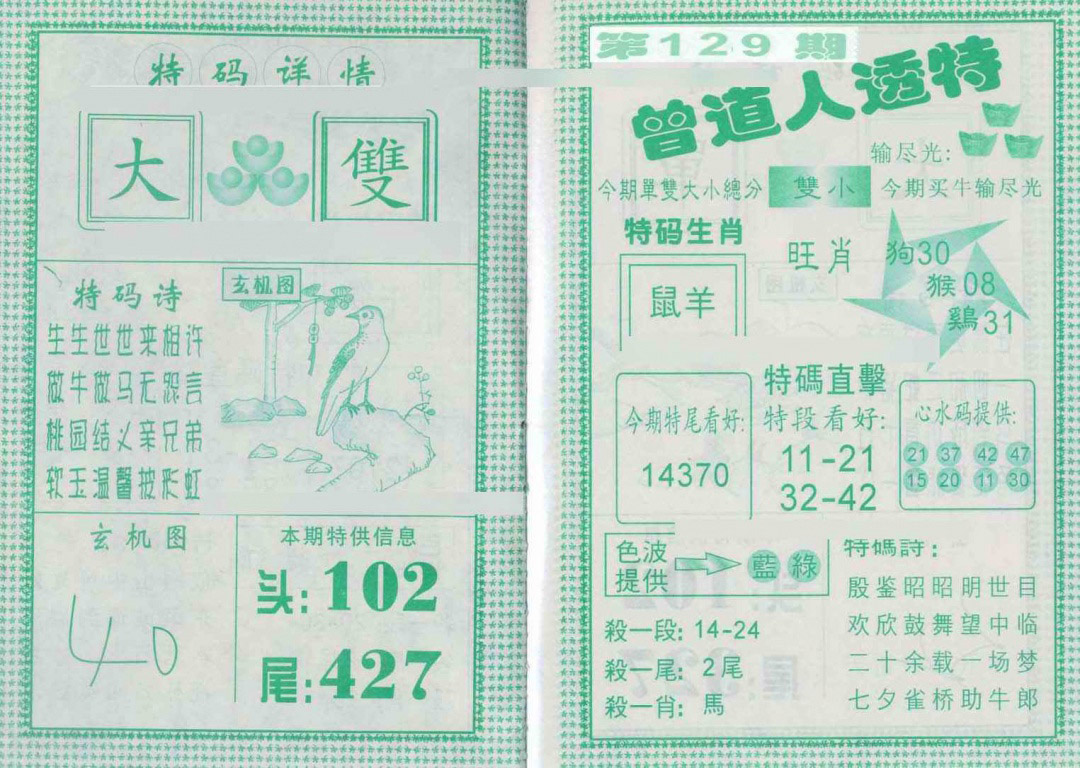 特码详情
大 雙
特码诗
生生世世来相许
做牛做马无怨言
桃园结义亲兄弟
软玉温馨披彩虹
玄机图
玄机图
40
本期特供信息
头:102
尾:427
第129期
曾道人透特
输尽光:
今期單雙大小總分 雙小 今期买牛输尽光
特码生肖
鼠羊
旺肖
狗30
猴08
鷄31
今期特尾看好:
14370
特碼直擊
特段看好:
11-21
32-42
心水码提供:
21 37 42 47
15 20 11 30
色波
提供
藍綠
殺一段: 14-24
殺一尾: 2尾
殺一肖: 馬
特碼詩:
殷鉴昭昭明世目
欢欣鼓舞望中临
二十余载一场梦
七夕雀桥助牛郎